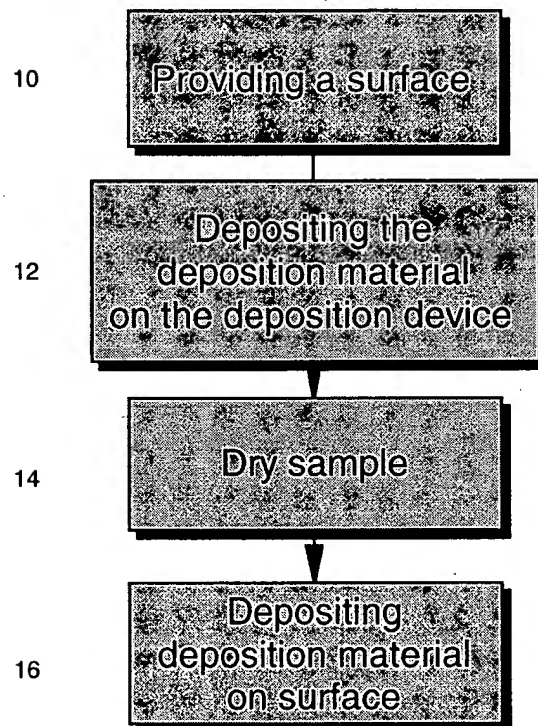 10
Providing a surface
12
Depositing the
deposition material
on the deposition device
14
Dry sample
16
Depositing
deposition material
on surface